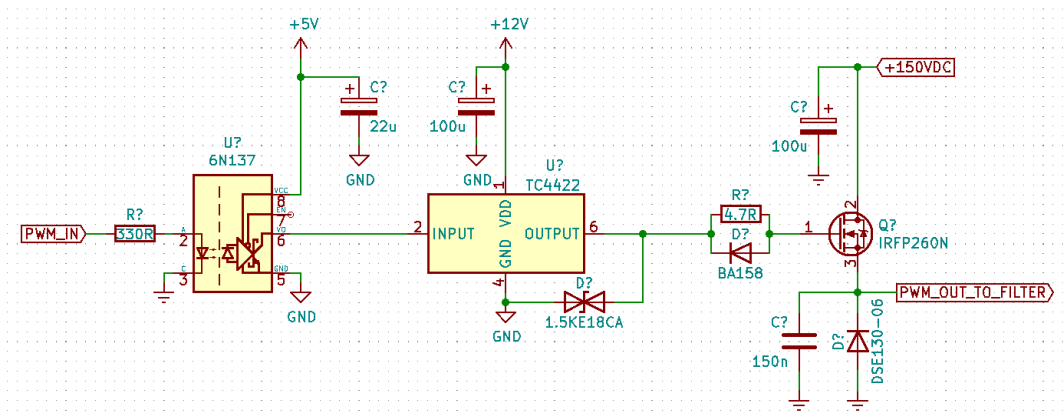 +5V
+12V
+150VDC
C?
22u
C?
100u
C?
100u
GND
GND
U?
6N137
VCC
8
EN
7
VO
6
GND
5
A
2
C
3
PWM_IN
R?
330R
GND
U?
TC4422
1
VDD
2
INPUT
OUTPUT
6
GND
4
GND
D?
1.5KE18CA
R?
4.7R
D?
BA158
1
2
3
Q?
IRFP260N
PWM_OUT_TO_FILTER
C?
150n
D?
DSE130-06